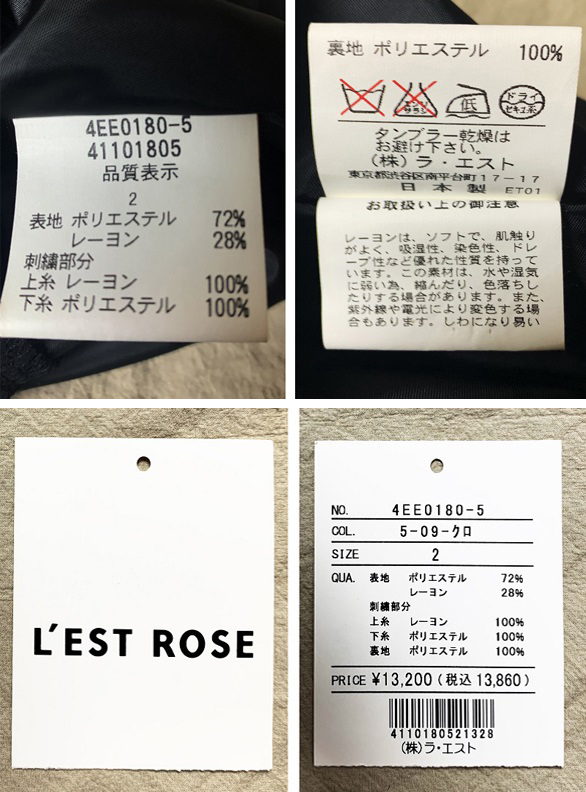 4EE0180-5
41101805
品質表示
2
表地 ポリエステル 72%
レーヨン 28%
刺繍部分
上糸 レーヨン 100%
下糸 ポリエステル 100%
裏地 ポリエステル 100%
エンソサラシ
低
ドライ
セキユ系
タンブラー乾燥は
お避け下さい。
(株)ラ・エスト
東京都渋谷区南平台町17-17
日本製 ET01
お取扱い上の御注意
レーヨンは、ソフトで、肌触り
がよく、吸湿性、染色性、ドレ
ープ性など優れた性質を持って
います。この素材は、水や湿気
に弱い為、縮んだり、色落ちし
たりする場合があります。また、
紫外線や電光により変色する場
合もあります。しわになり易い
L'EST ROSE
NO. 4EE0180-5
COL. 5-09-クロ
SIZE 2
QUA. 表地 ポリエステル 72%
レーヨン 28%
刺繍部分
上糸 レーヨン 100%
下糸 ポリエステル 100%
裏地 ポリエステル 100%
PRICE ¥13,200(税込13,860)
4110180521328
(株)ラ・エスト